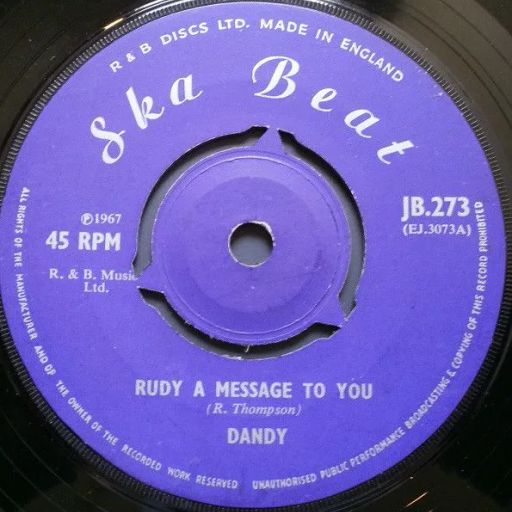 R & B DISCS LTD. MADE IN ENGLAND
Ska Beat
℗1967
45 RPM
R. & B. Music
Ltd.
JB.273
(EJ.3073A)
RUDY A MESSAGE TO YOU
(R. Thompson)
DANDY
ALL RIGHTS OF THE MANUFACTURER AND OF THE OWNER OF THE RECORDED WORK RESERVED UNAUTHORISED PUBLIC PERFORMANCE BROADCASTING & COPYING OF THIS RECORD PROHIBITED